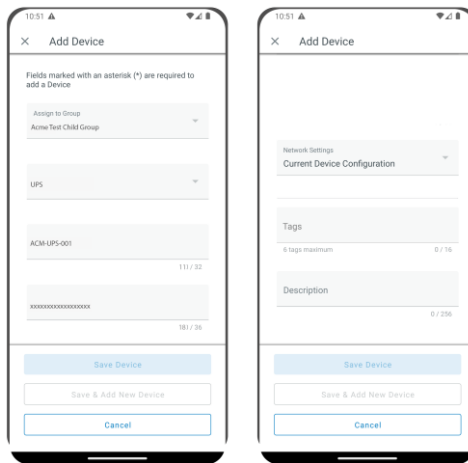 10:51
Add Device
Fields marked with an asterisk (*) are required to
add a Device
Assign to Group
Acme Test Child Group
UPS
ACM-UPS-001
11l / 32
xxxxxxxxxxxxxxxxxx
18l / 36
Save Device
Save & Add New Device
Cancel
10:51
Add Device
Network Settings
Current Device Configuration
Tags
6 tags maximum 0 / 16
Description
0 / 256
Save Device
Save & Add New Device
Cancel